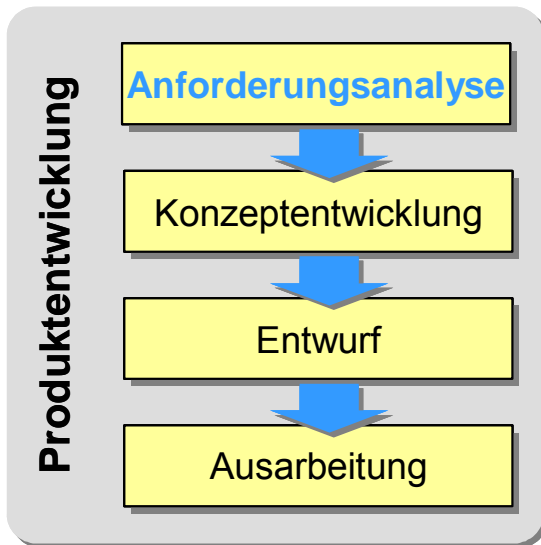 Produktentwicklung
Anforderungsanalyse
Konzeptentwicklung
Entwurf
Ausarbeitung